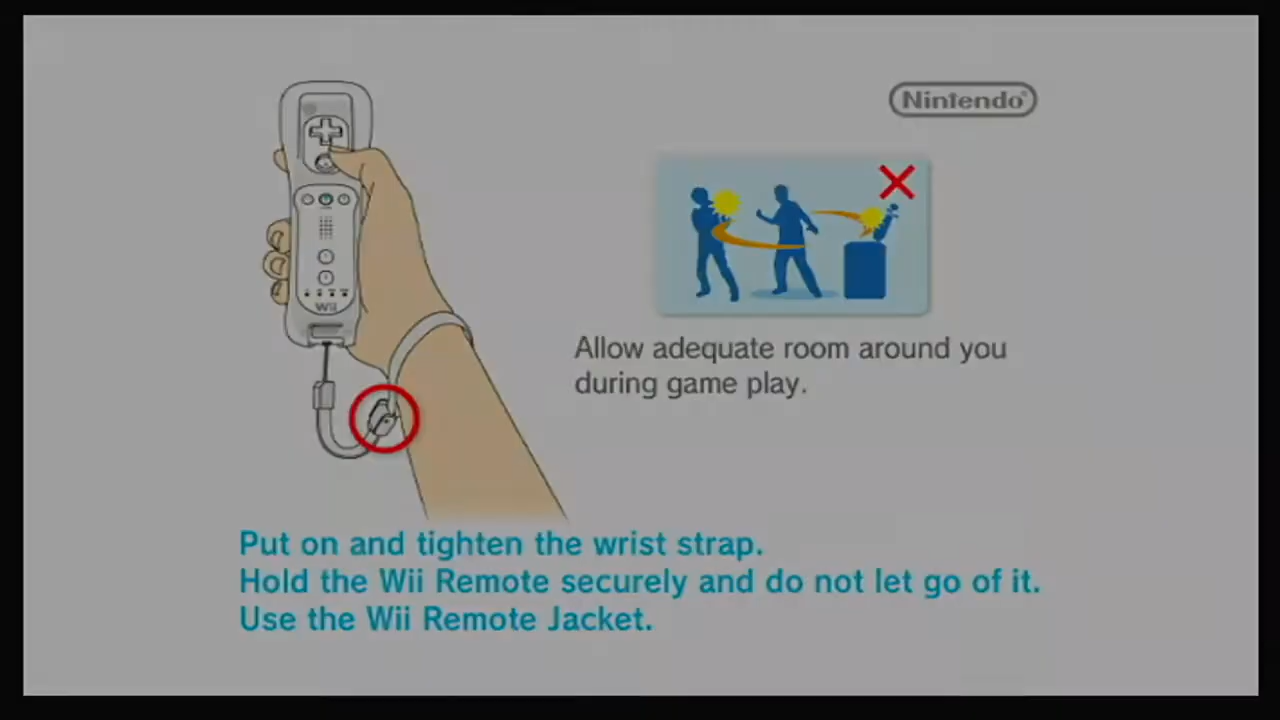 Nintendo
Wii
Allow adequate room around you
during game play.
Put on and tighten the wrist strap.
Hold the Wii Remote securely and do not let go of it.
Use the Wii Remote Jacket.